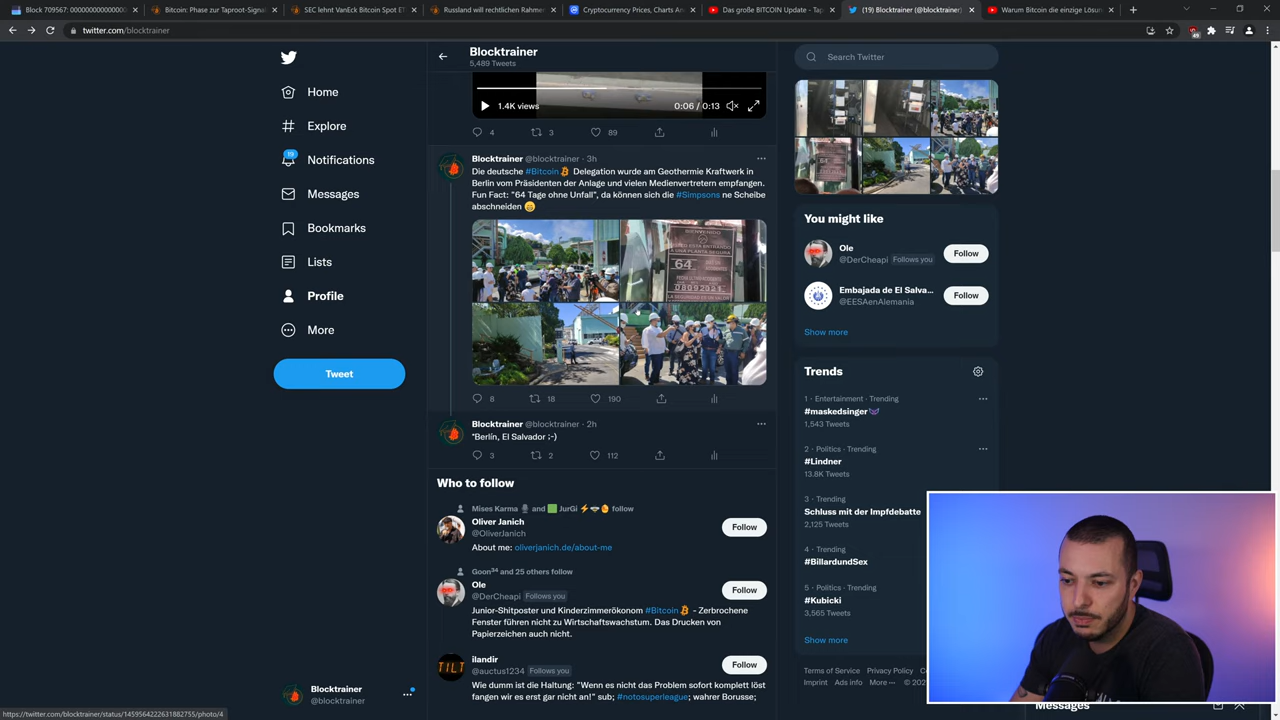 Block 709567: 00000000000000
Bitcoin: Phase zur Taproot-Signali
SEC lehnt VanEck Bitcoin Spot ET
Russland will rechtlichen Rahmen
Cryptocurrency Prices, Charts An
Das große BITCOIN Update - Tap
(19) Blocktrainer (@blocktrainer)
Warum Bitcoin die einzige Lösun
twitter.com/blocktrainer
Home
Explore
19
Notifications
Messages
Bookmarks
Lists
Profile
More
Tweet
Blocktrainer
@blocktrainer
Blocktrainer
5,489 Tweets
1.4K views
0:06 / 0:13
4
3
89
Blocktrainer @blocktrainer · 3h
Die deutsche #Bitcoin Delegation wurde am Geothermie Kraftwerk in
Berlin vom Präsidenten der Anlage und vielen Medienvertretern empfangen.
Fun Fact: "64 Tage ohne Unfall", da können sich die #Simpsons ne Scheibe
abschneiden
BIENVENIDO
64
8
18
190
Blocktrainer @blocktrainer · 2h
*Berlín, El Salvador ;-)
3
2
112
Who to follow
Mises Karma and JurGi follow
Oliver Janich
@OliverJanich
Follow
About me: oliverjanich.de/about-me
Goon³⁴ and 25 others follow
Ole
@DerCheapi Follows you
Follow
Junior-Shitposter und Kinderzimmerökonom #Bitcoin - Zerbrochene
Fenster führen nicht zu Wirtschaftswachstum. Das Drucken von
Papierzeichen auch nicht.
TILT
ilandir
@auctus1234 Follows you
Follow
Wie dumm ist die Haltung: "Wenn es nicht das Problem sofort komplett löst
fangen wir es erst gar nicht an!" sub; #notosuperleague; wahrer Borusse;
Search Twitter
You might like
Ole
@DerCheapi Follows you
Follow
Embajada de El Salva...
@EESAenAlemania
Follow
Show more
Trends
1 · Entertainment · Trending
#maskedsinger
1,543 Tweets
2 · Politics · Trending
#Lindner
13.8K Tweets
3 · Trending
Schluss mit der Impfdebatte
2,125 Tweets
4 · Trending
#BillardundSex
5 · Politics · Trending
#Kubicki
3,565 Tweets
Show more
Terms of Service Privacy Policy
Imprint Ads info More ···
Messages
https://twitter.com/blocktrainer/status/1459564222631882755/photo/4